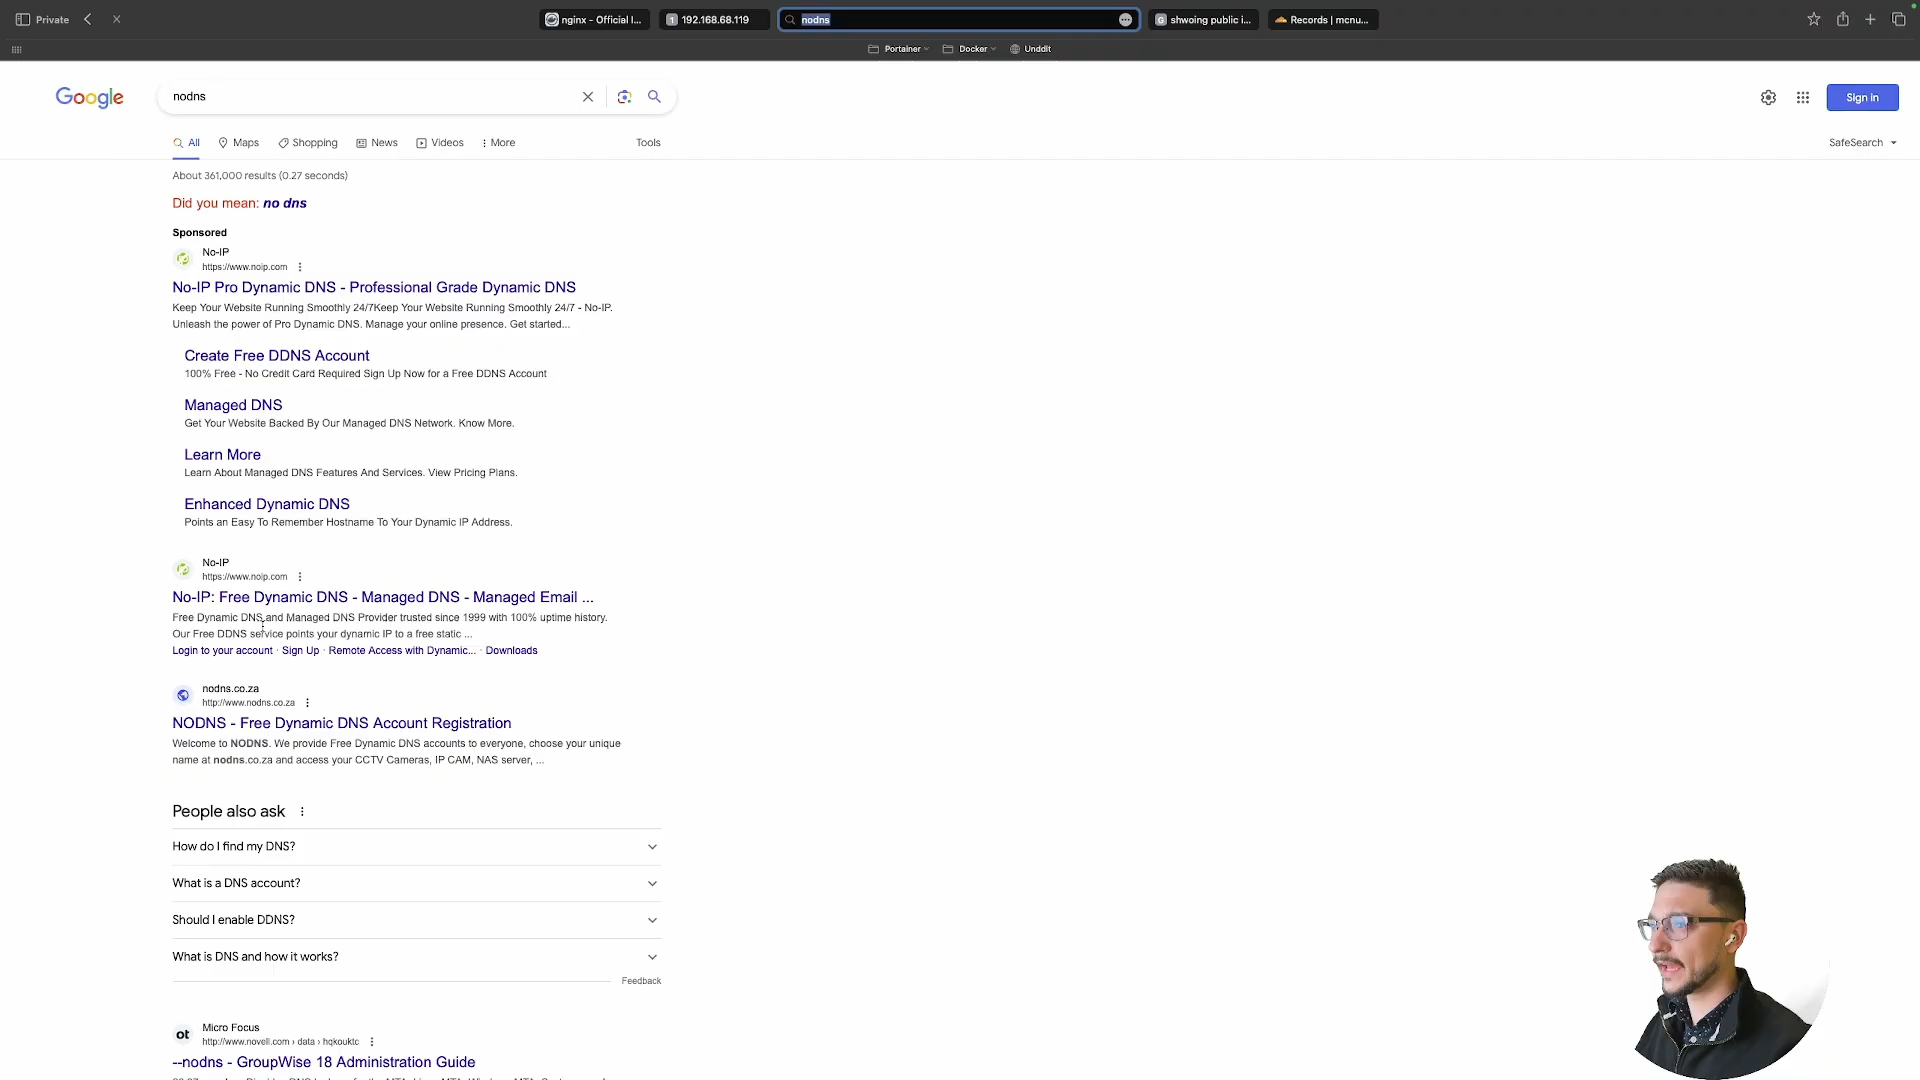 Private
nginx - Official I...
1 192.168.68.119
nodns
G shwoing public i...
Records | mcnu...
Portainer
Docker
Unddit
Google
nodns
Sign in
All
Maps
Shopping
News
Videos
More
Tools
SafeSearch
About 361,000 results (0.27 seconds)
Did you mean: no dns
Sponsored
No-IP
https://www.noip.com
No-IP Pro Dynamic DNS - Professional Grade Dynamic DNS
Keep Your Website Running Smoothly 24/7Keep Your Website Running Smoothly 24/7 - No-IP.
Unleash the power of Pro Dynamic DNS. Manage your online presence. Get started...
Create Free DDNS Account
100% Free - No Credit Card Required Sign Up Now for a Free DDNS Account
Managed DNS
Get Your Website Backed By Our Managed DNS Network. Know More.
Learn More
Learn About Managed DNS Features And Services. View Pricing Plans.
Enhanced Dynamic DNS
Points an Easy To Remember Hostname To Your Dynamic IP Address.
No-IP
https://www.noip.com
No-IP: Free Dynamic DNS - Managed DNS - Managed Email ...
Free Dynamic DNS and Managed DNS Provider trusted since 1999 with 100% uptime history.
Our Free DDNS service points your dynamic IP to a free static ...
Login to your account · Sign Up · Remote Access with Dynamic... · Downloads
nodns.co.za
http://www.nodns.co.za
NODNS - Free Dynamic DNS Account Registration
Welcome to NODNS. We provide Free Dynamic DNS accounts to everyone, choose your unique
name at nodns.co.za and access your CCTV Cameras, IP CAM, NAS server, ...
People also ask
How do I find my DNS?
What is a DNS account?
Should I enable DDNS?
What is DNS and how it works?
Feedback
ot
Micro Focus
http://www.novell.com › data › hqkouktc
--nodns - GroupWise 18 Administration Guide